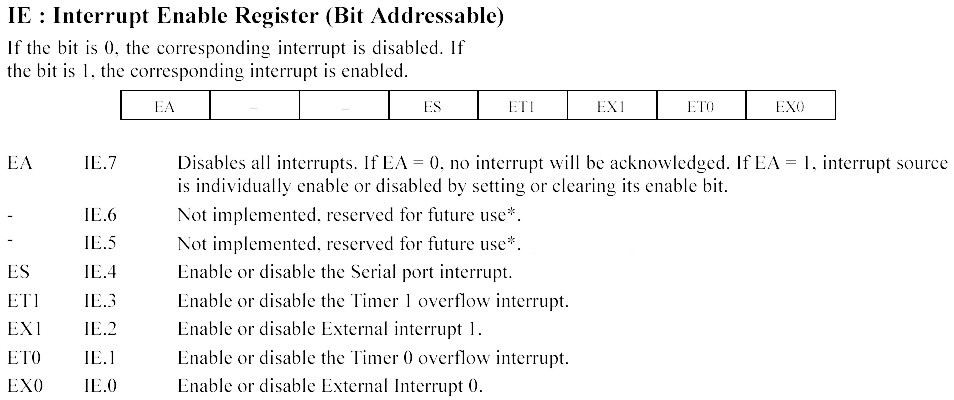 IE : Interrupt Enable Register (Bit Addressable)
If the bit is 0, the corresponding interrupt is disabled. If
the bit is 1, the corresponding interrupt is enabled.
EA – – ES ET1 EX1 ET0 EX0
EA IE.7 Disables all interrupts. If EA = 0, no interrupt will be acknowledged. If EA = 1, interrupt source
is individually enable or disabled by setting or clearing its enable bit.
- IE.6 Not implemented, reserved for future use*.
- IE.5 Not implemented, reserved for future use*.
ES IE.4 Enable or disable the Serial port interrupt.
ET1 IE.3 Enable or disable the Timer 1 overflow interrupt.
EX1 IE.2 Enable or disable External interrupt 1.
ET0 IE.1 Enable or disable the Timer 0 overflow interrupt.
EX0 IE.0 Enable or disable External Interrupt 0.